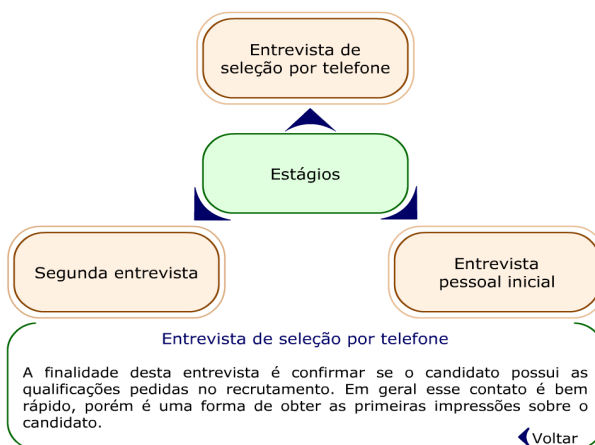 Entrevista de
seleção por telefone
Estágios
Segunda entrevista
Entrevista
pessoal inicial
Entrevista de seleção por telefone
A finalidade desta entrevista é confirmar se o candidato possui as
qualificações pedidas no recrutamento. Em geral esse contato é bem
rápido, porém é uma forma de obter as primeiras impressões sobre o
candidato.
Voltar